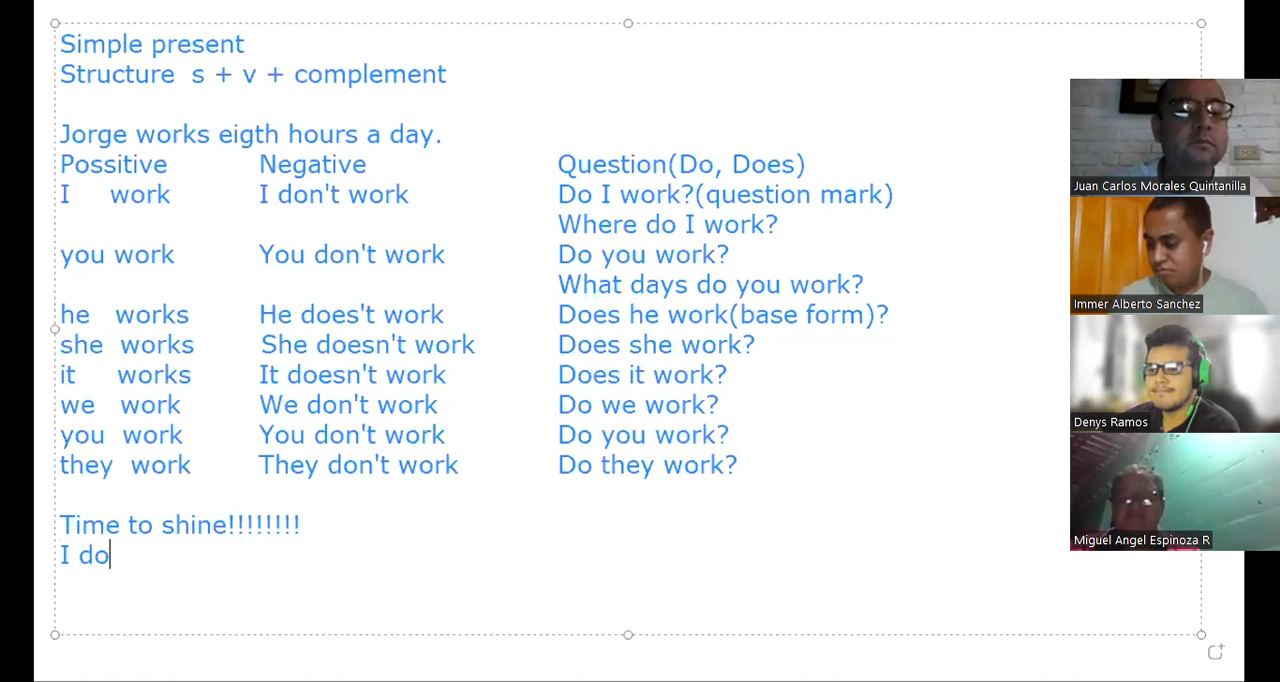 Simple present
Structure s + v + complement
Jorge works eigth hours a day.
Possitive Negative Question(Do, Does)
I work I don't work Do I work?(question mark)
Where do I work?
you work You don't work Do you work?
What days do you work?
he works He does't work Does he work(base form)?
she works She doesn't work Does she work?
it works It doesn't work Does it work?
we work We don't work Do we work?
you work You don't work Do you work?
they work They don't work Do they work?
Time to shine!!!!!!!!
I do
Juan Carlos Morales Quintanilla
Immer Alberto Sanchez
Denys Ramos
Miguel Angel Espinoza R